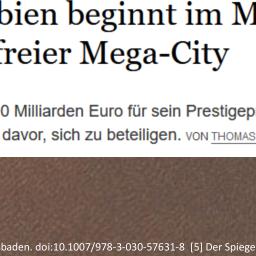 bien beginnt im M
freier Mega-City
0 Milliarden Euro für sein Prestigep
davor, sich zu beteiligen. VON THOMAS
baden. doi:10.1007/978-3-030-57631-8 [5] Der Spiege